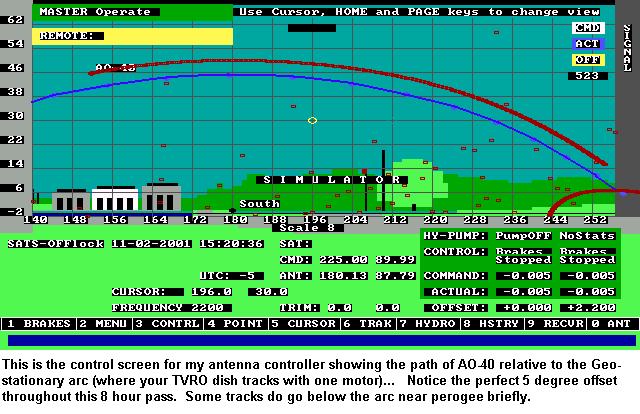 62 MASTER Operate Use Cursor, HOME and PAGE keys to change view
REMOTE:
CMD
ACT
OFF
523
SIGNAL
54
46
38
30
22
14
6
-2
AO-40
SIMULATOR
South
140 148 156 164 172 180 188 196 204 212 220 228 236 244 252
Scale 8
SATS-OFFlock 11-02-2001 15:20:36 SAT:
CMD: 225.00 89.99
UTC: -5 ANT: 180.13 87.79
CURSOR: 196.0 30.0
FREQUENCY 2200 TRIM: 0.0 0.0
HY-PUMP: PumpOFF NoStats
CONTROL: Brakes Brakes
Stopped Stopped
COMMAND: -0.005 -0.005
ACTUAL: -0.005 -0.005
OFFSET: +0.000 +2.200
1 BRAKES 2 MENU 3 CONTRL 4 POINT 5 CURSOR 6 TRAK 7 HYDRO 8 HSTRY 9 RECVR 0 ANT
This is the control screen for my antenna controller showing the path of AO-40 relative to the Geo-
stationary arc (where your TVRO dish tracks with one motor)... Notice the perfect 5 degree offset
throughout this 8 hour pass. Some tracks do go below the arc near perogee briefly.